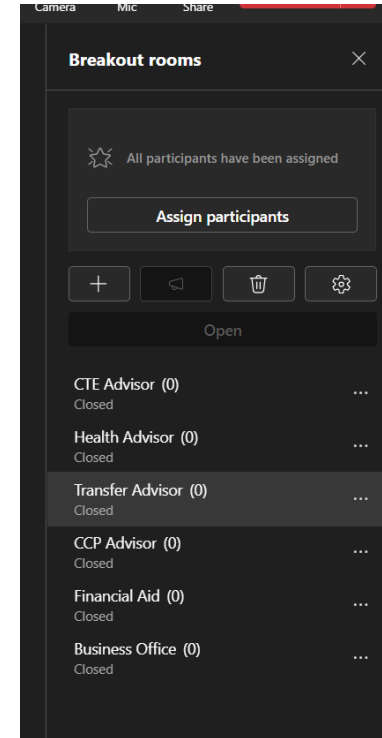 Camera Mic Share
Breakout rooms
All participants have been assigned
Assign participants
Open
CTE Advisor (0)
Closed
Health Advisor (0)
Closed
Transfer Advisor (0)
Closed
CCP Advisor (0)
Closed
Financial Aid (0)
Closed
Business Office (0)
Closed